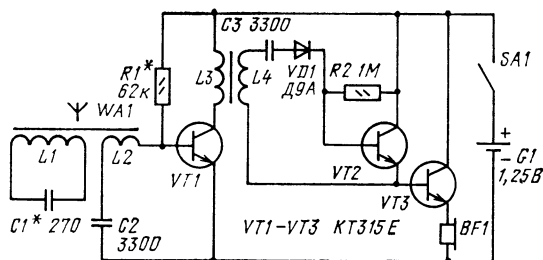 C3 3300
R1*
62к
L3
L4
VD1
Д9А
R2 1М
SA1
WA1
L1
L2
VT1
VT2
VT3
+
−
G1
1,25В
C1* 270
C2
3300
VT1-VT3 КТ315Е
BF1